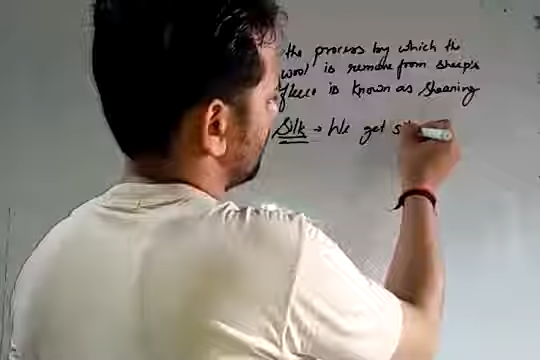 the process by which the
wool is remove from sheep's
fleece is known as Shearing
Silk → We get s